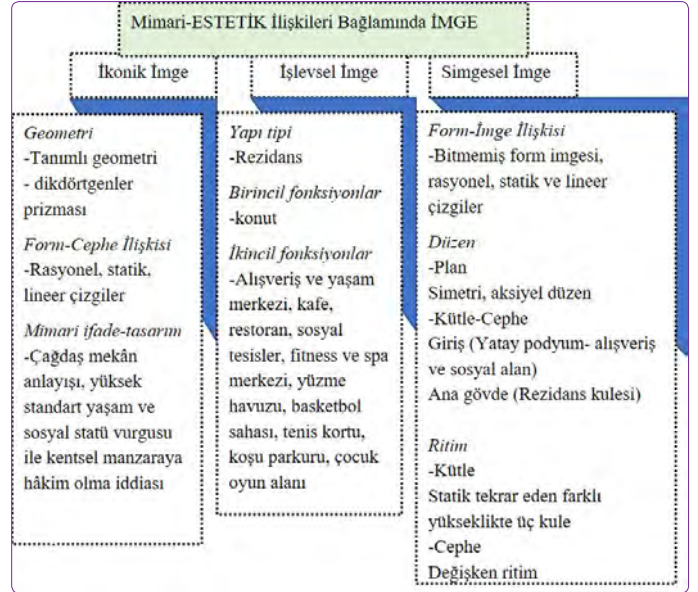 Mimari-ESTETİK İlişkileri Bağlamında İMGE
İkonik İmge
İşlevsel İmge
Simgesel İmge
Geometri
-Tanımlı geometri
- dikdörtgenler
prizması
Form-Cephe İlişkisi
-Rasyonel, statik,
lineer çizgiler
Mimari ifade-tasarım
-Çağdaş mekân
anlayışı, yüksek
standart yaşam ve
sosyal statü vurgusu
ile kentsel manzaraya
hâkim olma iddiası
Yapı tipi
-Rezidans
Birincil fonksiyonlar
-konut
İkincil fonksiyonlar
-Alışveriş ve yaşam
merkezi, kafe,
restoran, sosyal
tesisler, fitness ve spa
merkezi, yüzme
havuzu, basketbol
sahası, tenis kortu,
koşu parkuru, çocuk
oyun alanı
Form-İmge İlişkisi
-Bitmemiş form imgesi,
rasyonel, statik ve lineer
çizgiler
Düzen
-Plan
Simetri, aksiyel düzen
-Kütle-Cephe
Giriş (Yatay podyum- alışveriş
ve sosyal alan)
Ana gövde (Rezidans kulesi)
Ritim
-Kütle
Statik tekrar eden farklı
yükseklikte üç kule
-Cephe
Değişken ritim